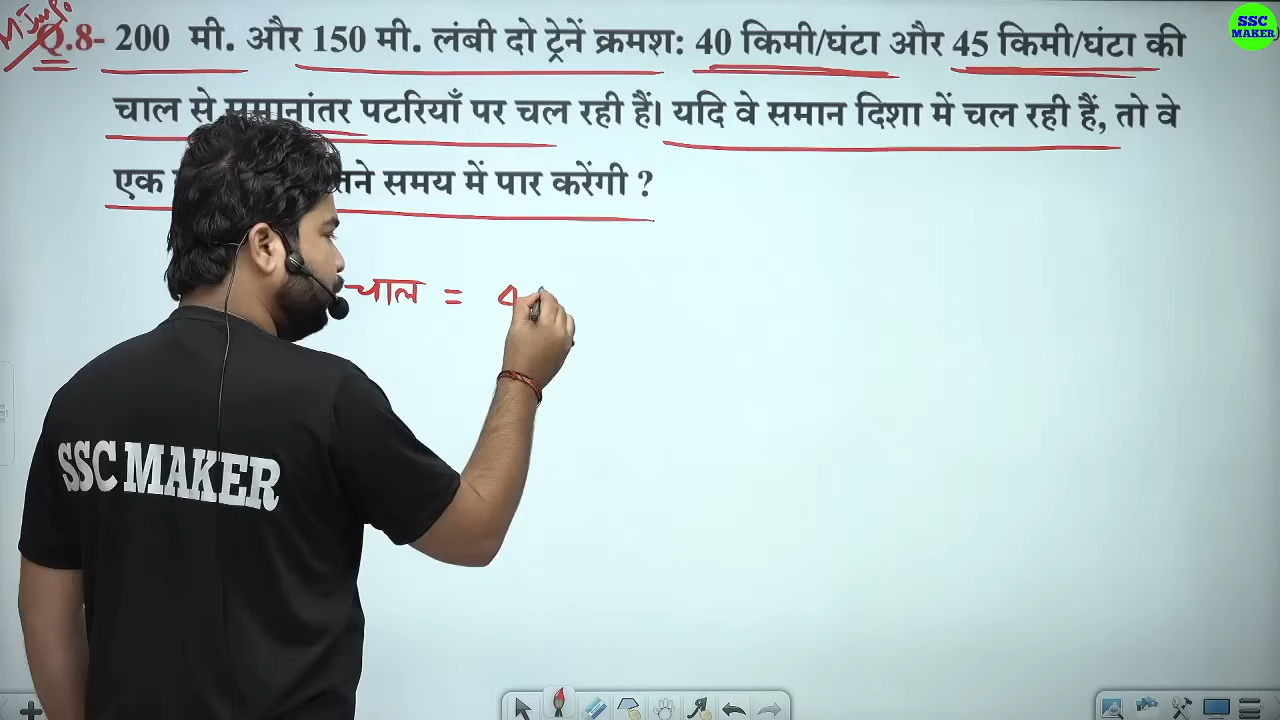 Q.8- 200 मी. और 150 मी. लंबी दो ट्रेनें क्रमश: 40 किमी/घंटा और 45 किमी/घंटा की
चाल से समानांतर पटरियाँ पर चल रही हैं। यदि वे समान दिशा में चल रही हैं, तो वे
एक समय में पार करेंगी ?
चाल = 4
SSC MAKER
SSC
MAKER